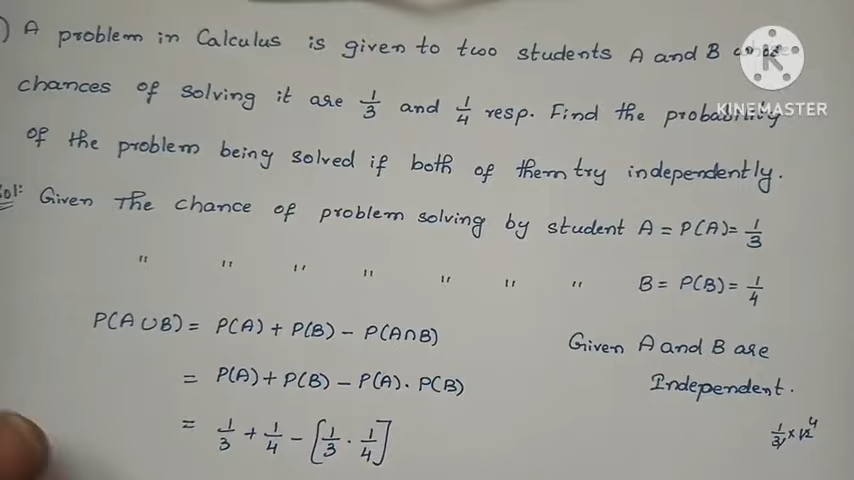 ) A problem in Calculus is given to two students A and B
chances of solving it are 1/3 and 1/4 resp. Find the probability
of the problem being solved if both of them try independently.
Sol: Given The chance of problem solving by student A = P(A) = 1/3
" " " " " " " B = P(B) = 1/4
P(A∪B) = P(A) + P(B) - P(A∩B)
Given A and B are
= P(A) + P(B) - P(A) . P(B)
Independent.
= 1/3 + 1/4 - [1/3 . 1/4]
K
KINEMASTER